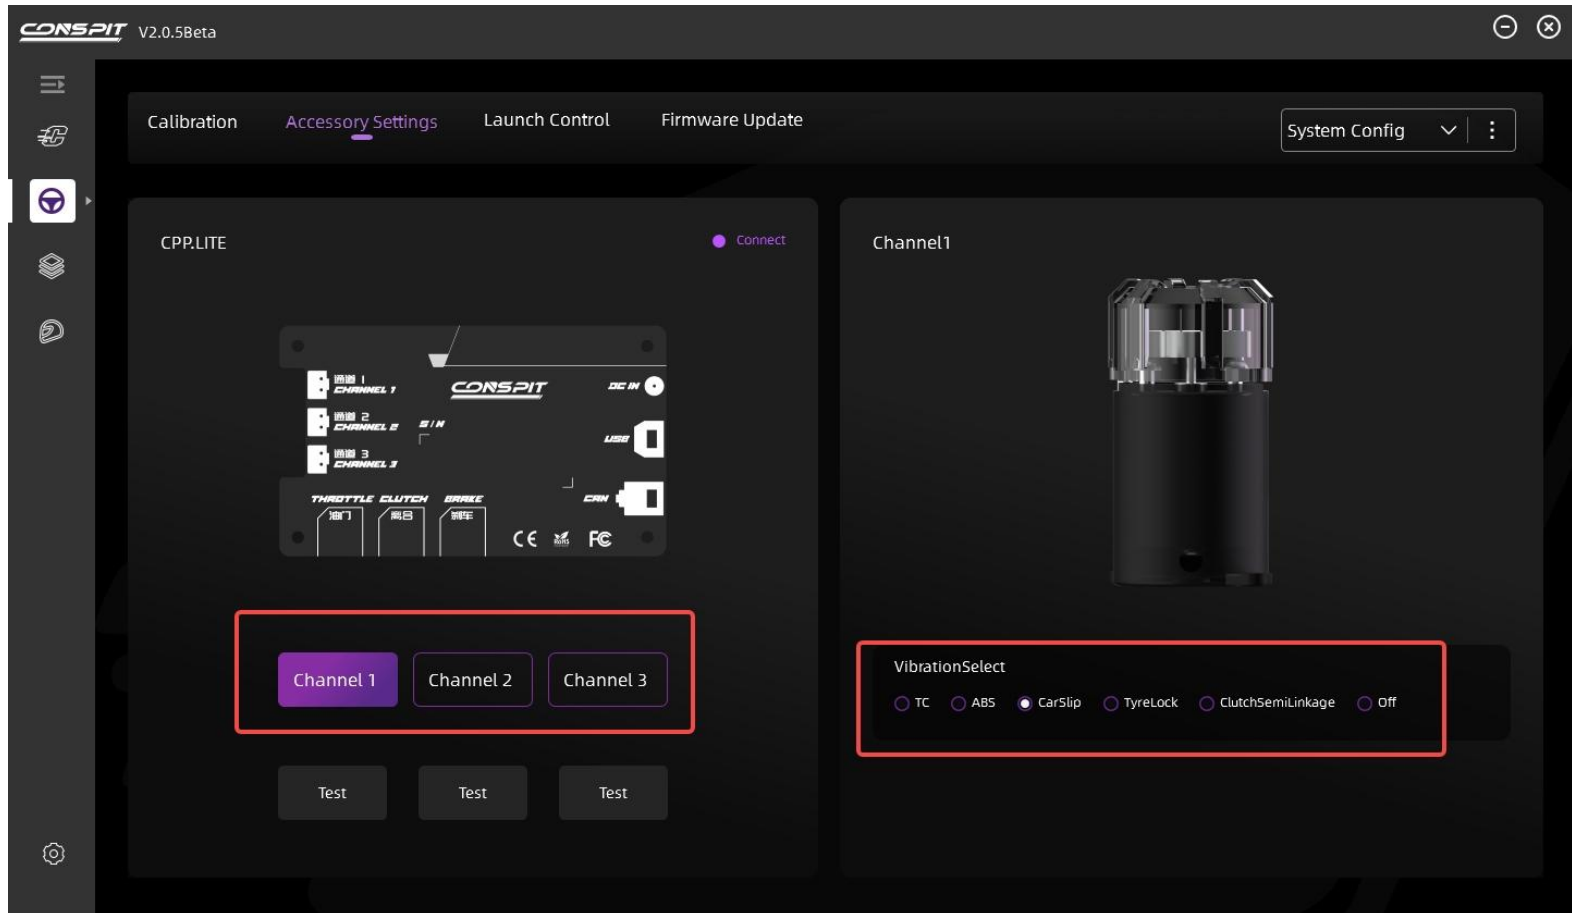 CONSPIT V2.0.5Beta
Calibration Accessory Settings Launch Control Firmware Update
System Config
CPP.LITE
Connect
通道 1
CHANNEL 1
通道 2
CHANNEL 2
通道 3
CHANNEL 3
CONSPIT
S/N
DC IN
USB
CAN
THROTTLE CLUTCH BRAKE
油门 离合 刹车
CE RoHS FC
Channel 1 Channel 2 Channel 3
Test Test Test
Channel1
VibrationSelect
TC ABS CarSlip TyreLock ClutchSemiLinkage Off